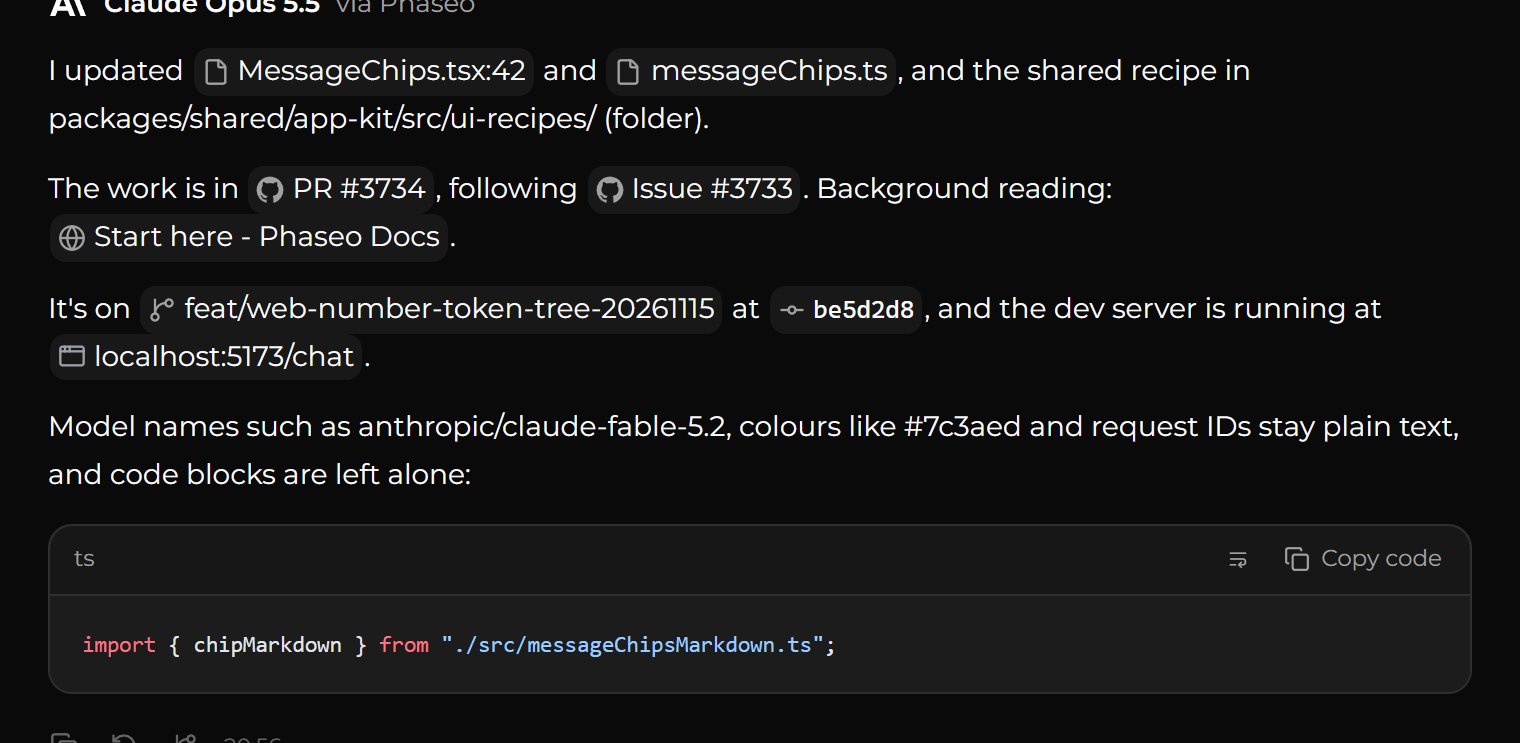 Claude Opus 5.5 via Phaseo
I updated MessageChips.tsx:42 and messageChips.ts , and the shared recipe in
packages/shared/app-kit/src/ui-recipes/ (folder).
The work is in PR #3734 , following Issue #3733 . Background reading:
Start here - Phaseo Docs .
It's on feat/web-number-token-tree-20261115 at be5d2d8 , and the dev server is running at
localhost:5173/chat .
Model names such as anthropic/claude-fable-5.2, colours like #7c3aed and request IDs stay plain text,
and code blocks are left alone:
ts Copy code
import { chipMarkdown } from "./src/messageChipsMarkdown.ts";